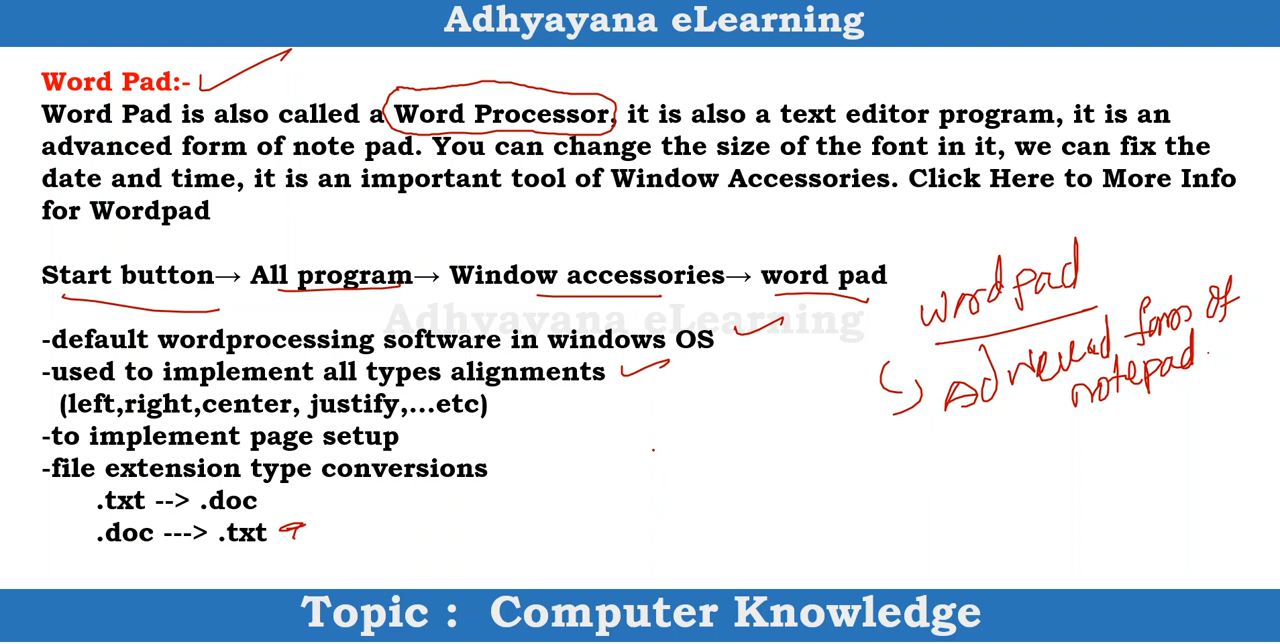 Adhyayana eLearning
Word Pad:-
Word Pad is also called a Word Processor, it is also a text editor program, it is an
advanced form of note pad. You can change the size of the font in it, we can fix the
date and time, it is an important tool of Window Accessories. Click Here to More Info
for Wordpad
Start button→ All program→ Window accessories→ word pad
wordpad
Adhyayana eLearning
-default wordprocessing software in windows OS
-used to implement all types alignments
of
notepad.
(left,right,center, justify,...etc)
-to implement page setup
-file extension type conversions
.txt --> .doc
.doc ---> .txt
Topic : Computer Knowledge